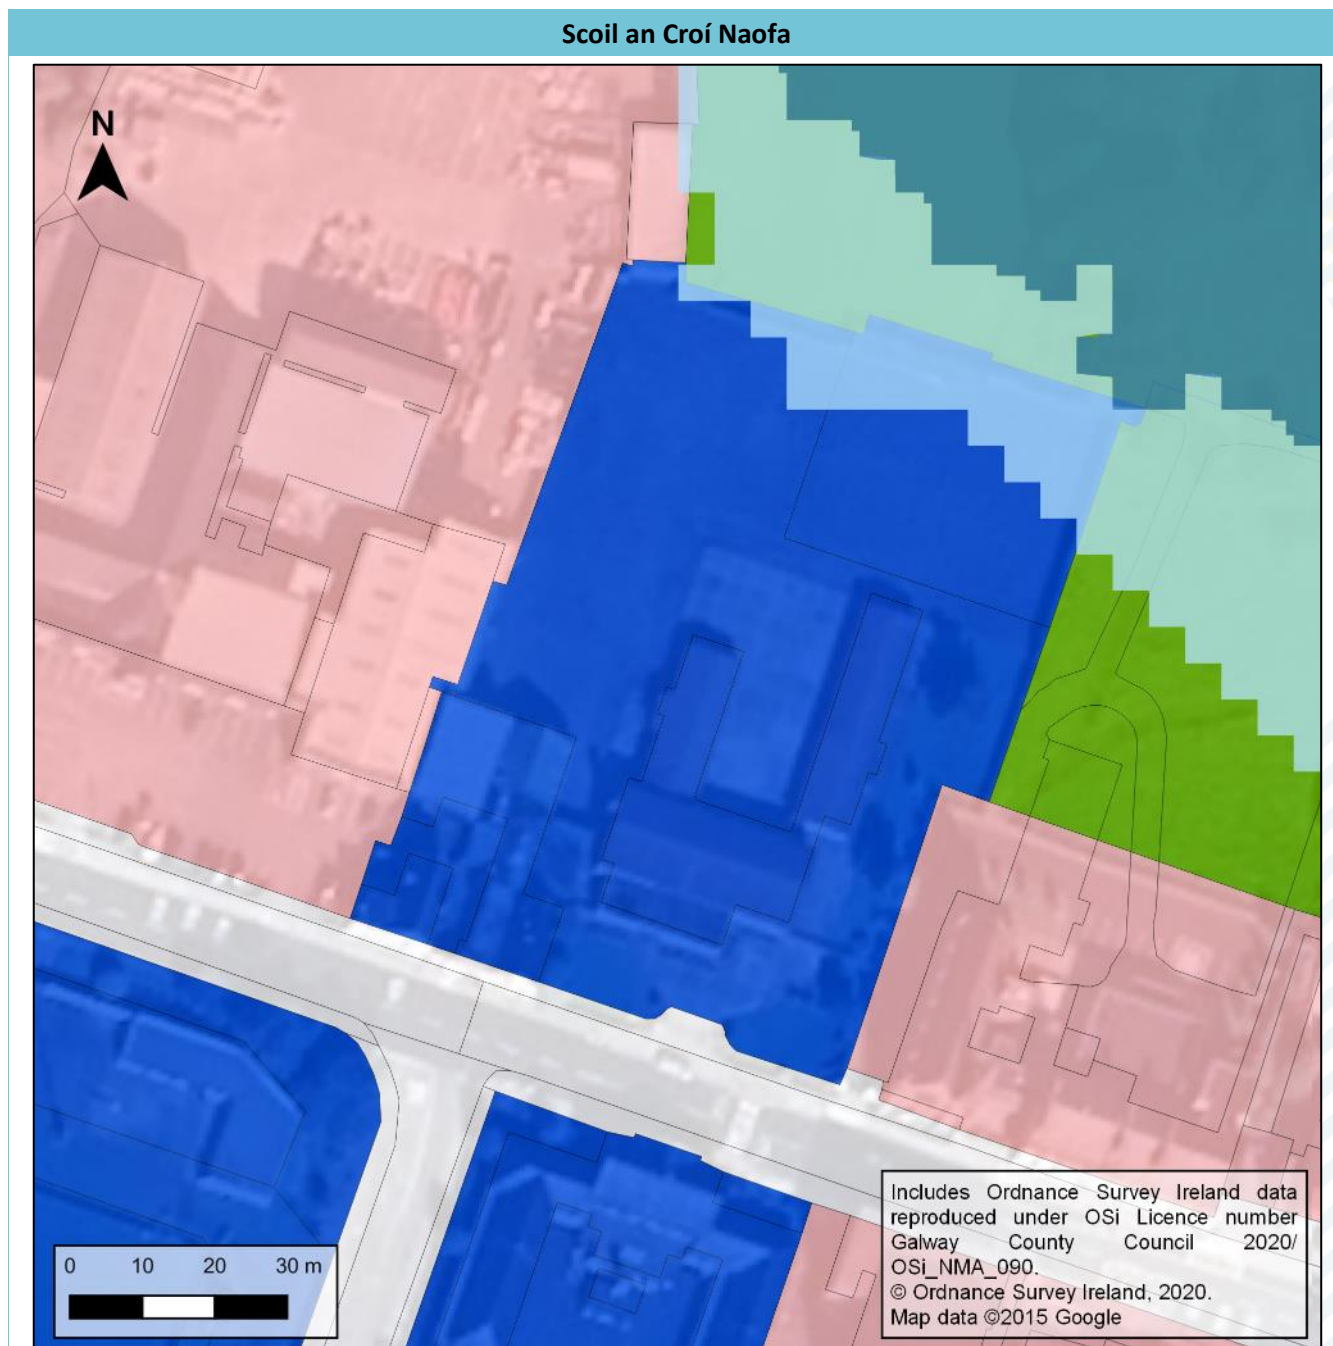 Scoil an Croí Naofa
N
0 10 20 30 m
Includes Ordnance Survey Ireland data
reproduced under OSi Licence number
Galway County Council 2020/
OSi_NMA_090.
© Ordnance Survey Ireland, 2020.
Map data ©2015 Google